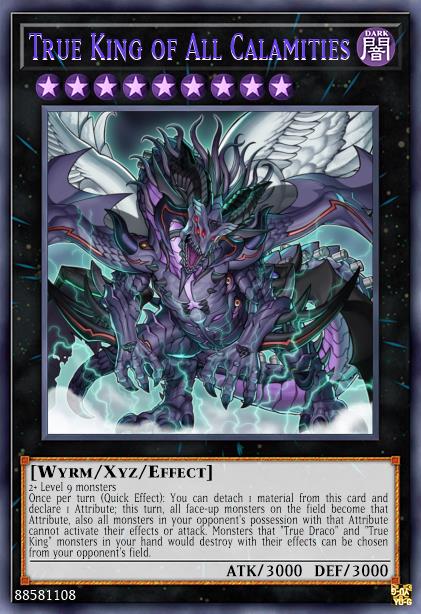 TRUE KING OF ALL CALAMITIES
DARK
闇
[WYRM/XYZ/EFFECT]
2+ Level 9 monsters
Once per turn (Quick Effect): You can detach 1 material from this card and
declare 1 Attribute; this turn, all face-up monsters on the field become that
Attribute, also all monsters in your opponent's possession with that Attribute
cannot activate their effects or attack. Monsters that "True Draco" and "True
King" monsters in your hand would destroy with their effects can be chosen
from your opponent's field.
ATK/3000 DEF/3000
88581108